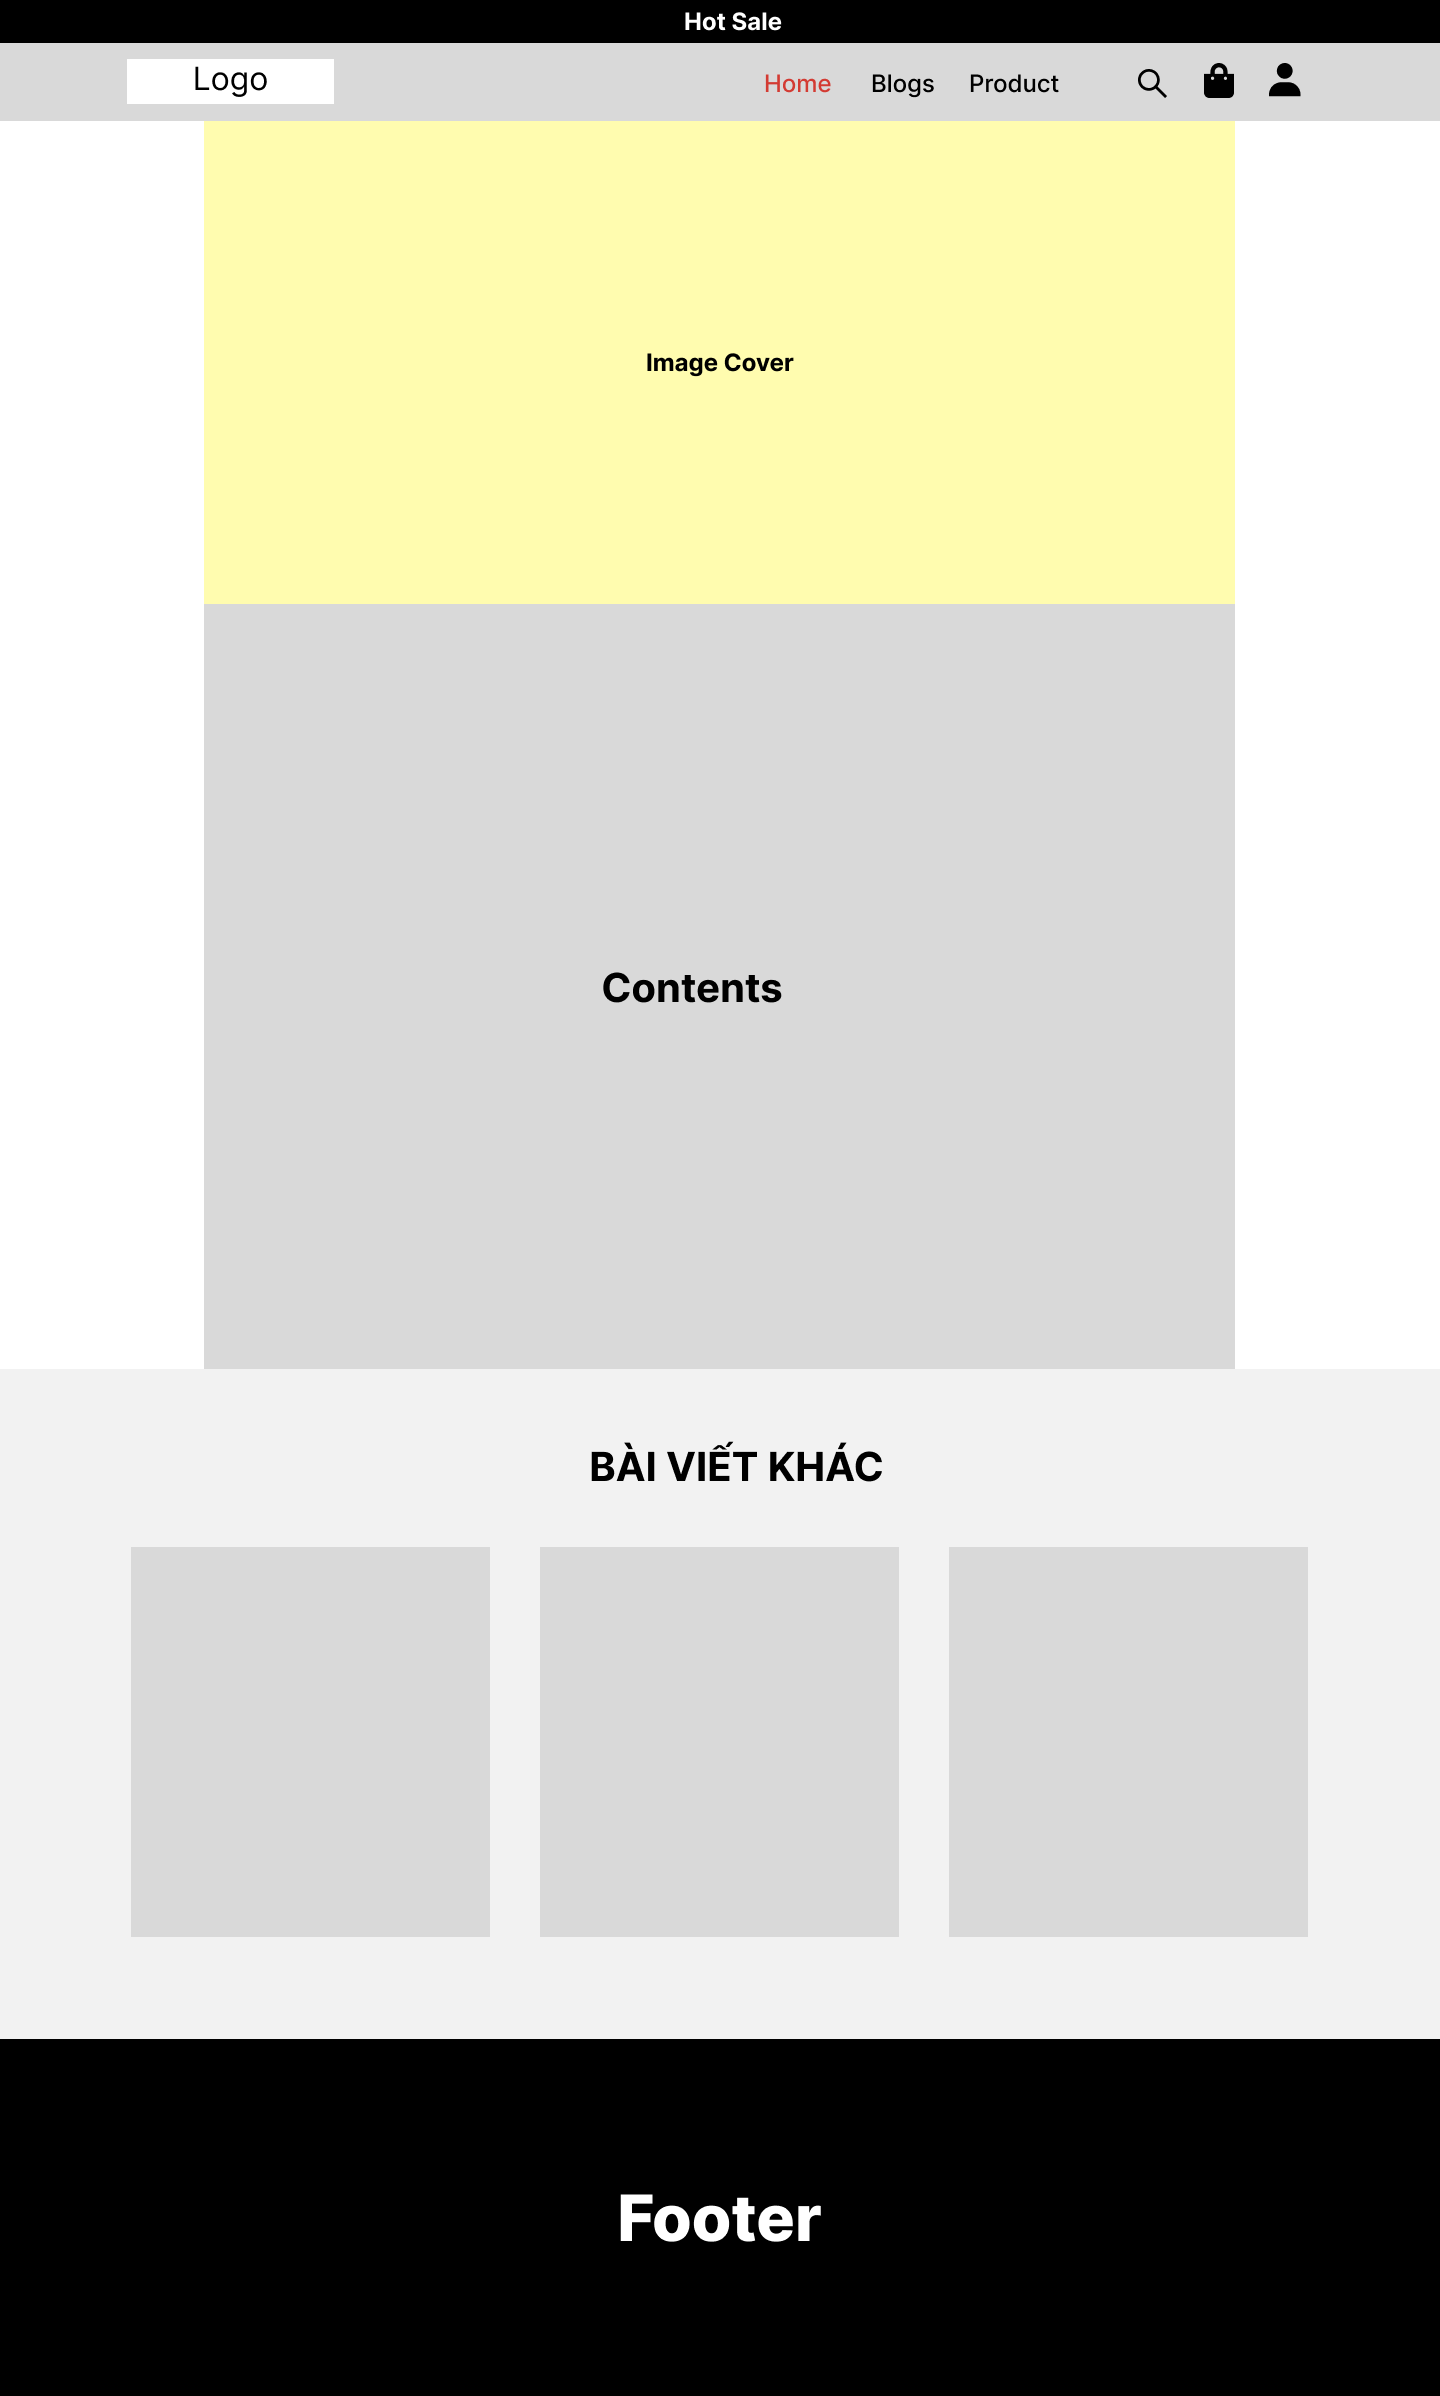 Hot Sale
Logo
Home Blogs Product
Image Cover
Contents
BÀI VIẾT KHÁC
Footer